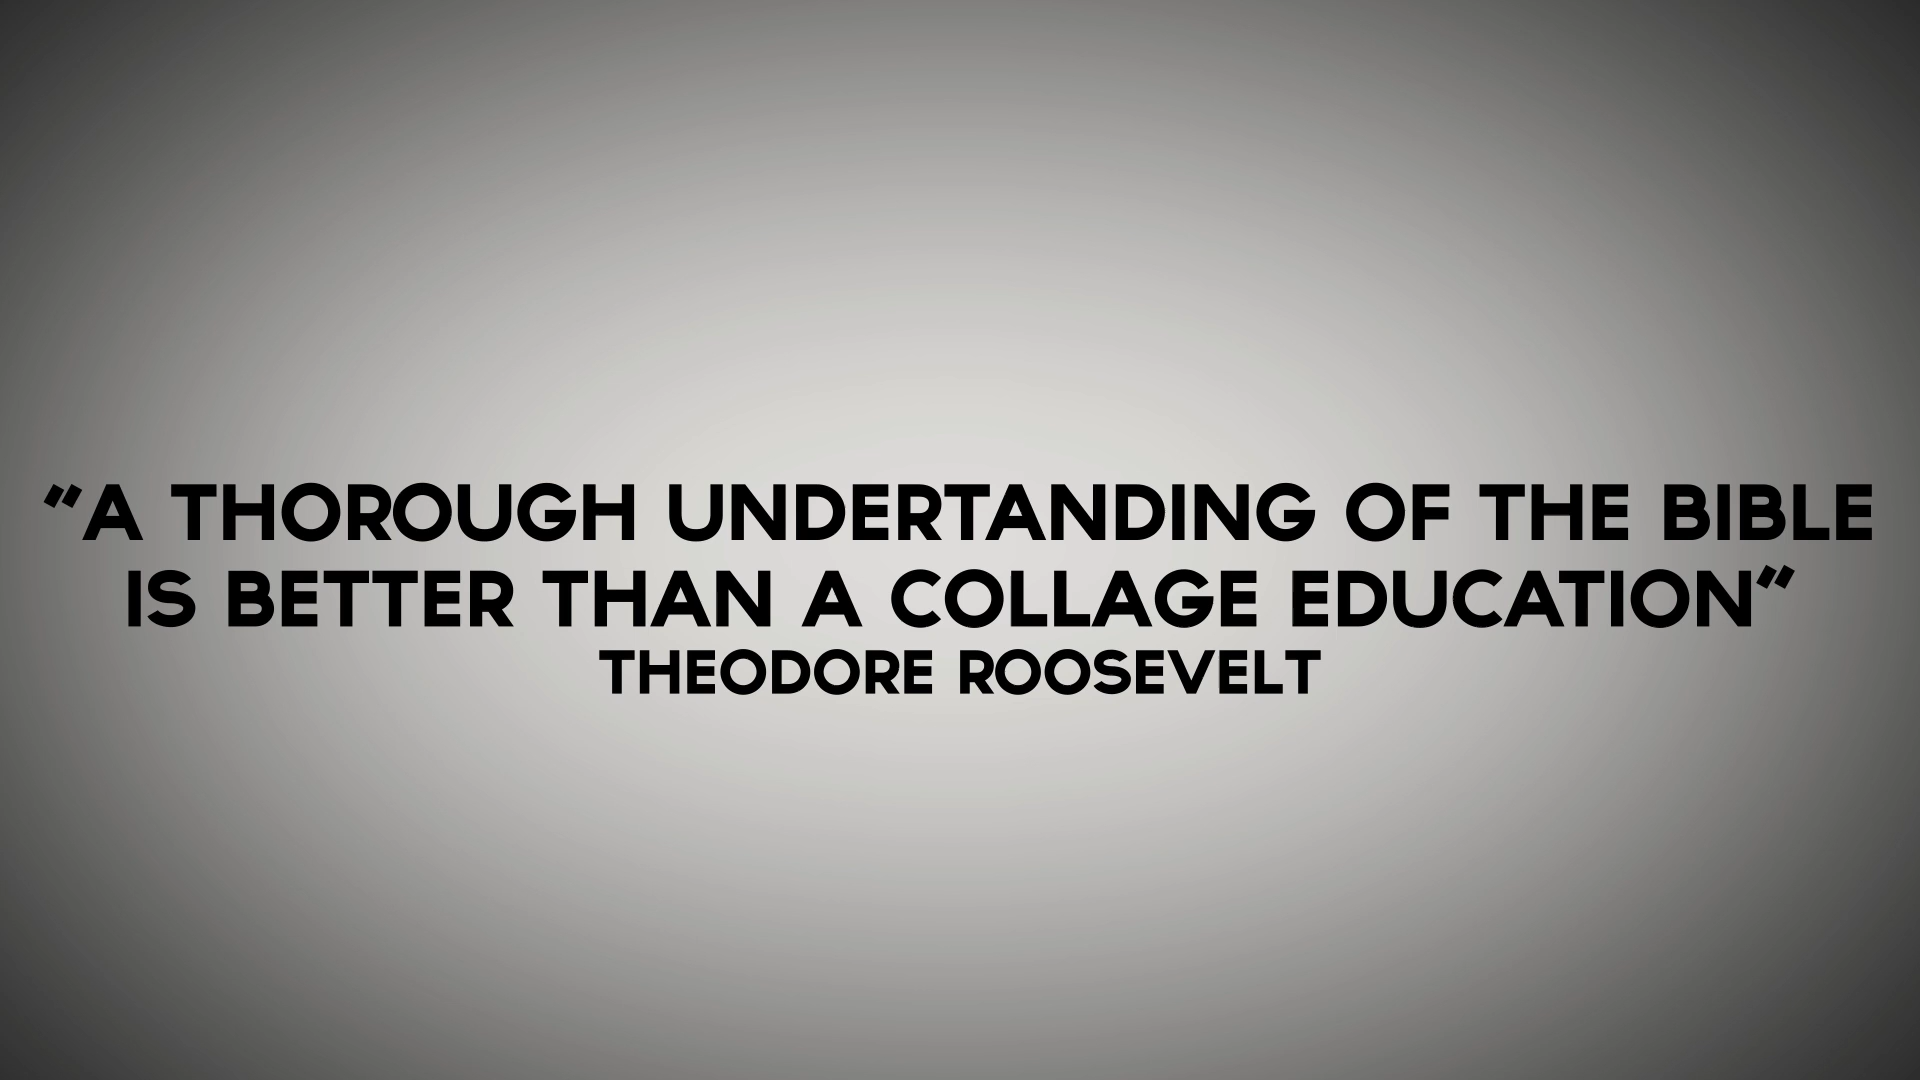 "A THOROUGH UNDERTANDING OF THE BIBLE
IS BETTER THAN A COLLAGE EDUCATION"
THEODORE ROOSEVELT